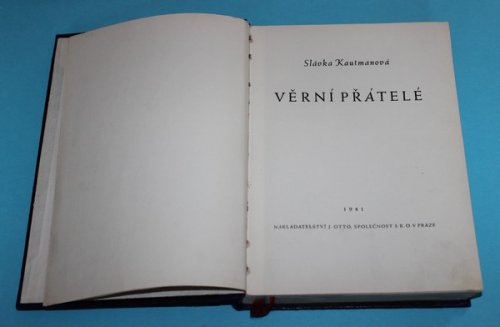 Slávka Kautmanová
VĚRNÍ PŘÁTELÉ
1941
NAKLADATELSTVÍ J. OTTO, SPOLEČNOST S. R. O. V PRAZE